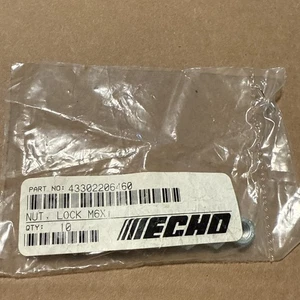 PART NO: 43302206460
NUT, LOCK M6X1
QTY: 10
ECHO